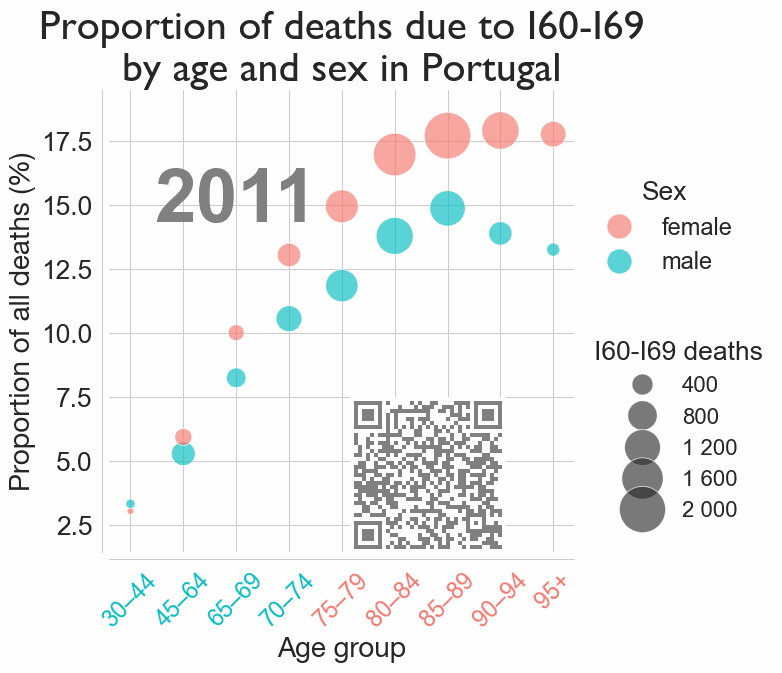 Proportion of deaths due to I60-I69
by age and sex in Portugal
Proportion of all deaths (%)
17.5
15.0
12.5
10.0
7.5
5.0
2.5
2011
30–44
45–64
65–69
70–74
75–79
80–84
85–89
90–94
95+
Age group
Sex
female
male
I60-I69 deaths
400
800
1 200
1 600
2 000